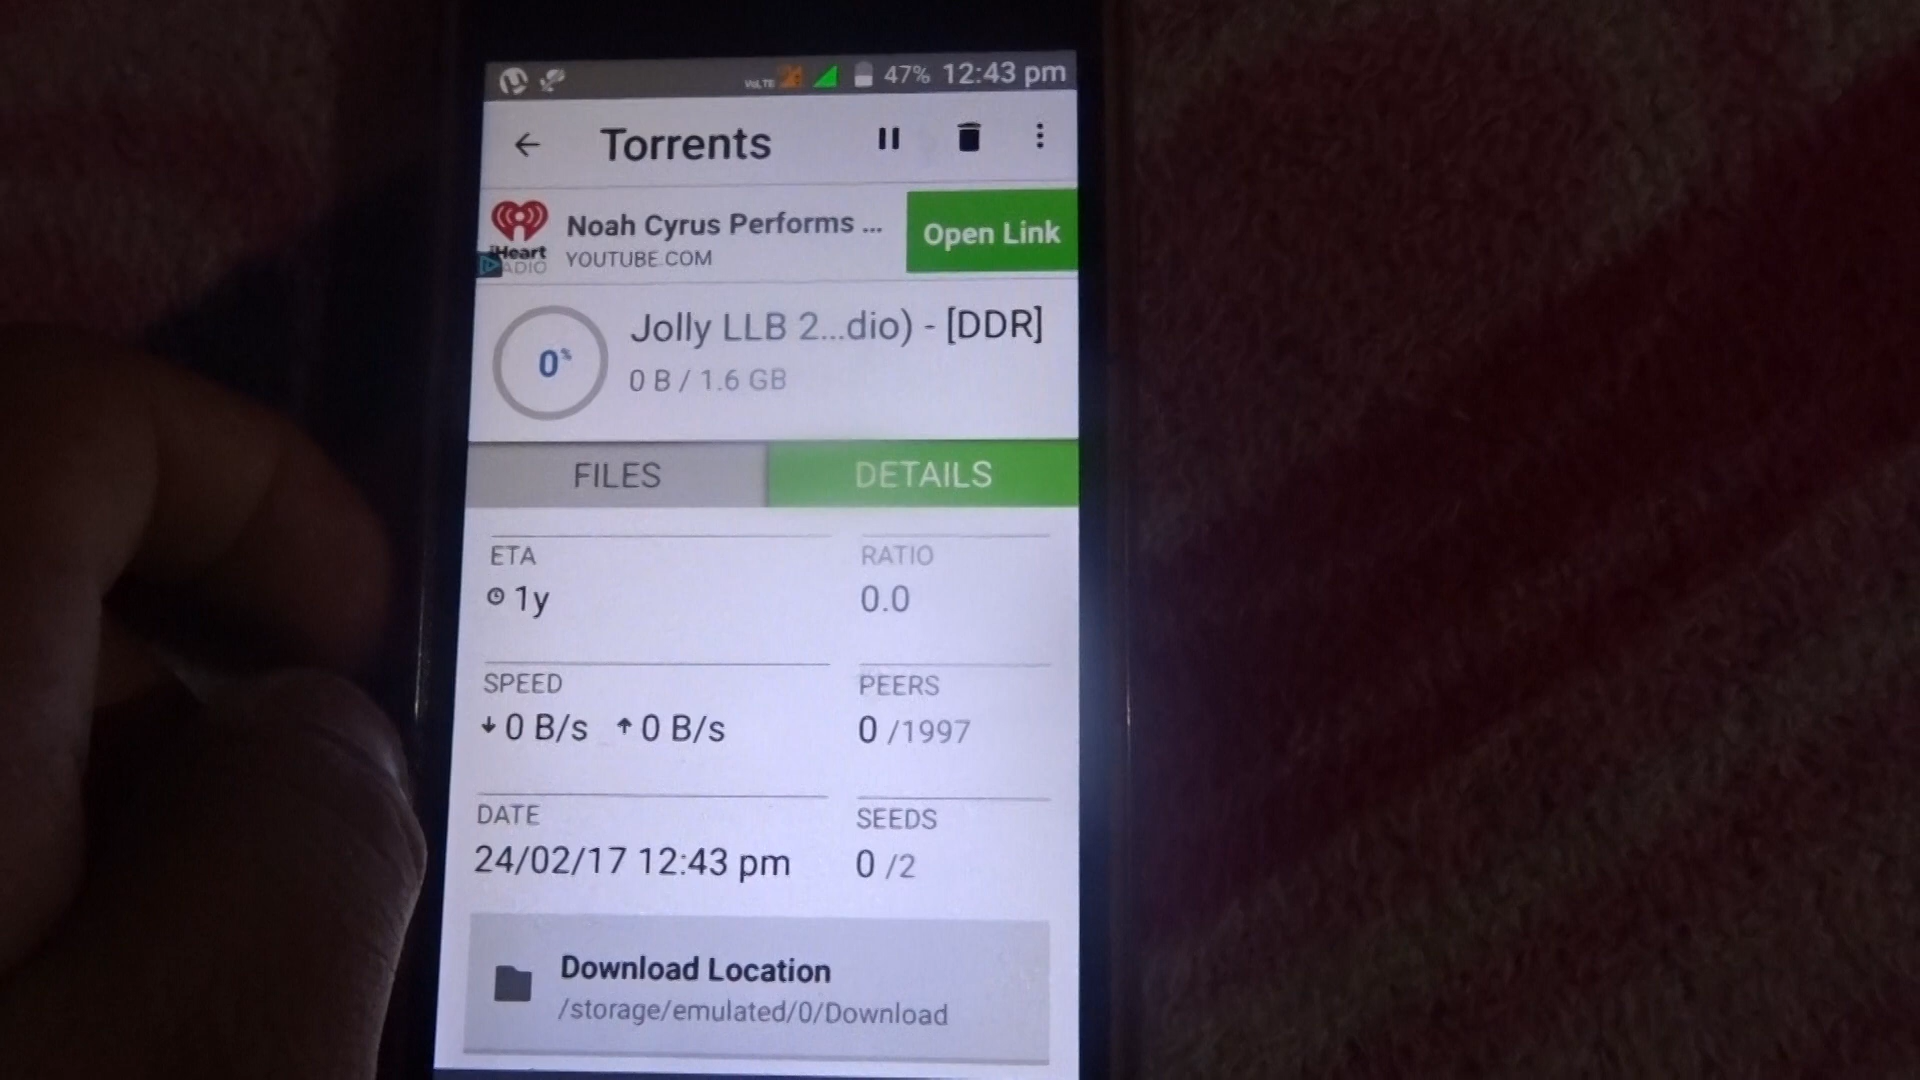 VoLTE 47% 12:43 pm
Torrents
iHeart
RADIO
Noah Cyrus Performs ...
YOUTUBE.COM
Open Link
0%
Jolly LLB 2...dio) - [DDR]
0 B / 1.6 GB
FILES
DETAILS
ETA
1y
RATIO
0.0
SPEED
0 B/s 0 B/s
PEERS
0 /1997
DATE
24/02/17 12:43 pm
SEEDS
0 /2
Download Location
/storage/emulated/0/Download